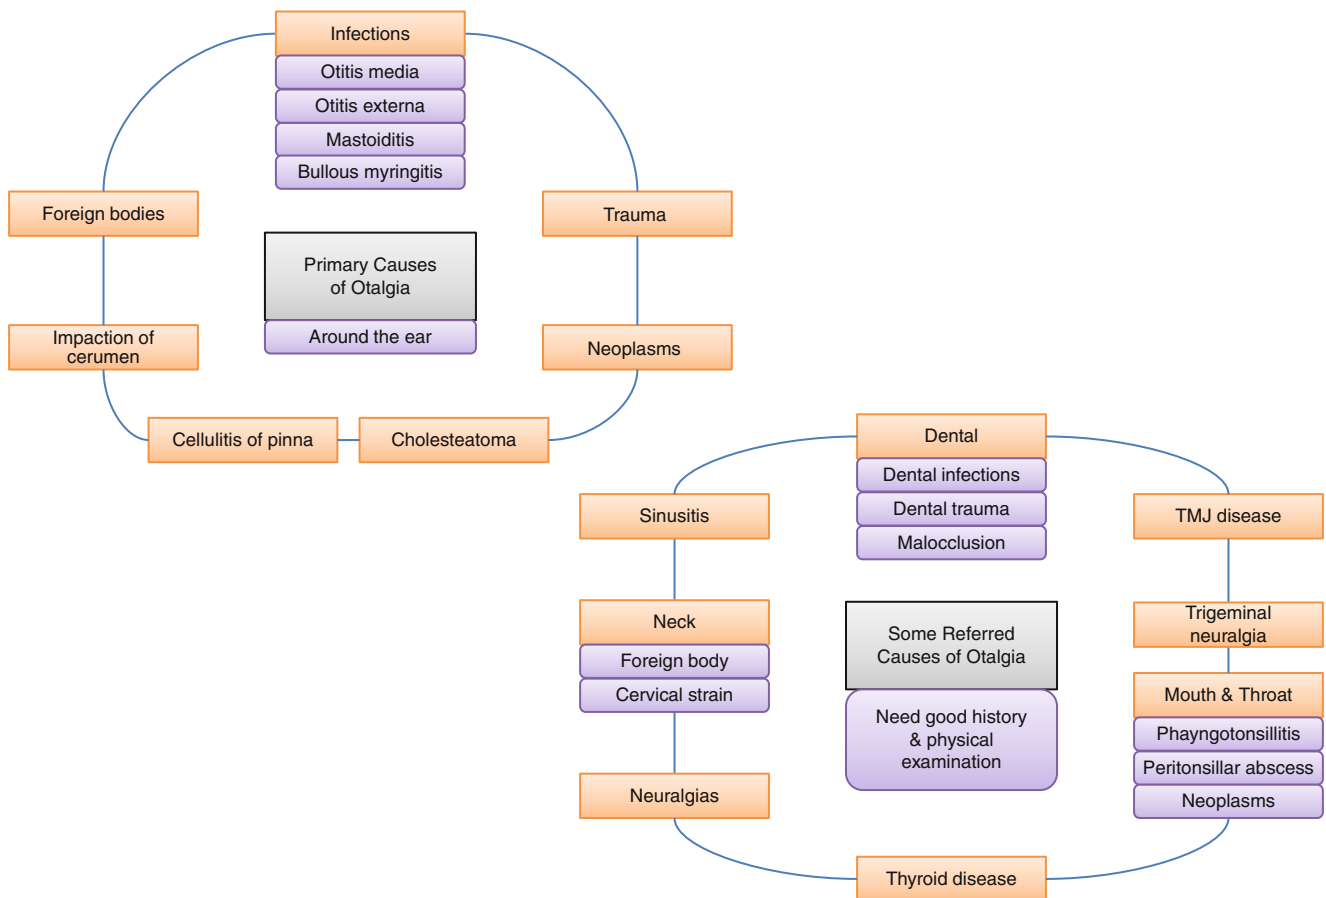 Infections
Otitis media
Otitis externa
Mastoiditis
Bullous myringitis
Foreign bodies
Trauma
Primary Causes
of Otalgia
Around the ear
Impaction of
cerumen
Neoplasms
Cellulitis of pinna
Cholesteatoma
Dental
Dental infections
Dental trauma
Malocclusion
Sinusitis
TMJ disease
Neck
Foreign body
Cervical strain
Some Referred
Causes of Otalgia
Need good history
& physical
examination
Trigeminal
neuralgia
Mouth & Throat
Phayngotonsillitis
Peritonsillar abscess
Neoplasms
Neuralgias
Thyroid disease